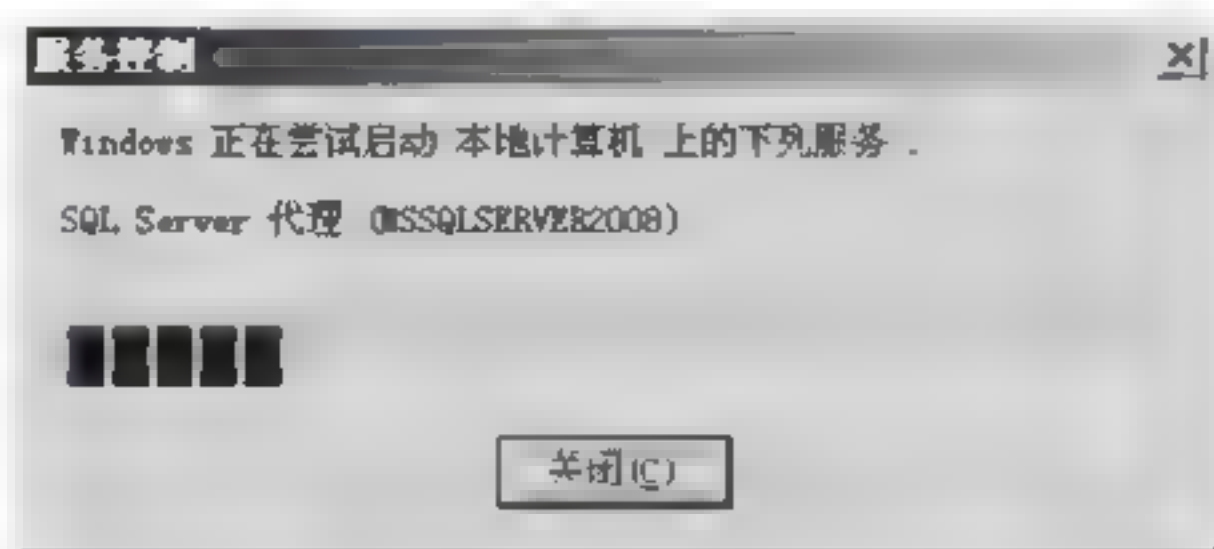 服务控制
Windows 正在尝试启动 本地计算机 上的下列服务 .
SQL Server 代理 (MSSQLSERVER2008)
关闭(C)